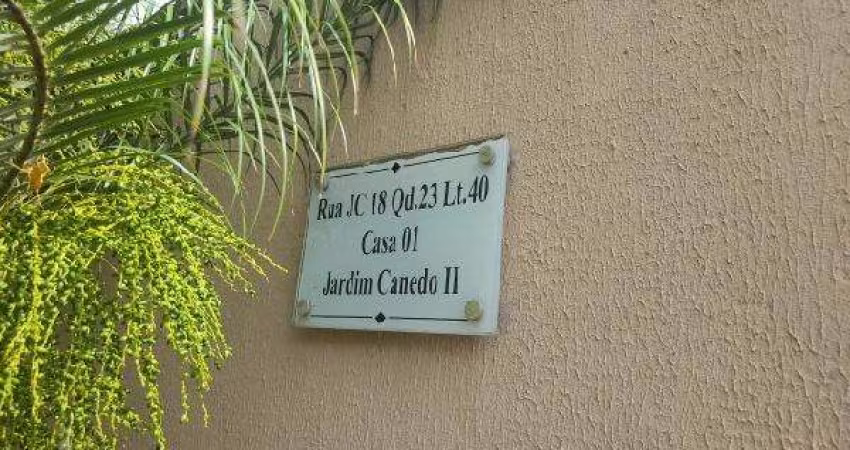 Rua JC 18 Qd.23 Lt.40
Casa 01
Jardim Canedo II